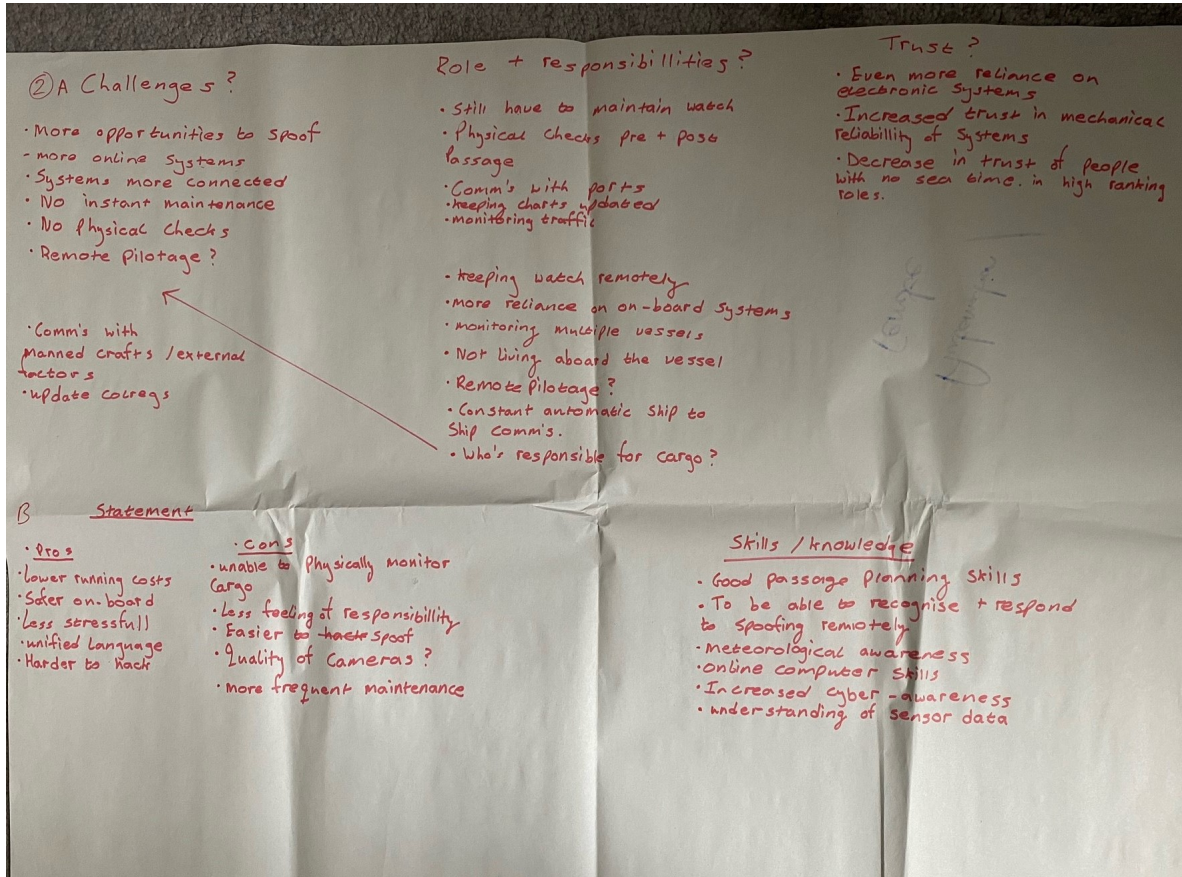 ② A Challenges?
· More opportunities to spoof
- more online systems
· Systems more connected
· No instant maintenance
· No Physical Checks
· Remote Pilotage?
· Comm's with
manned crafts / external
factors
· update colregs
Role + responsibillities?
· Still have to maintain watch
· Physical Checks pre + post
Passage
· Comm's with ports
· keeping charts updated
· monitoring traffic
· keeping watch remotely
· more reliance on on-board systems
· monitoring multiple vessels
· Not living aboard the vessel
· Remote Pilotage?
· Constant automatic Ship to
Ship Comm's.
· Who's responsible for cargo?
Trust?
· Even more reliance on
electronic systems
· Increased trust in mechanical
reliabillity of Systems
· Decrease in trust of people
with no sea time. in high ranking
roles.
B Statement
· Pros
· Lower running costs
· Safer on-board
· Less stressfull
· unified language
· Harder to hack
· Cons
· unable to Physically monitor
Cargo
· Less feeling of responsibillity
· Easier to hack spoof
· Quality of Cameras?
· more frequent maintenance
Skills / knowledge
· Good passage planning skills
· To be able to recognise + respond
to spoofing remotely
· meteorological awareness
· online computer skills
· Increased cyber-awareness
· understanding of sensor data